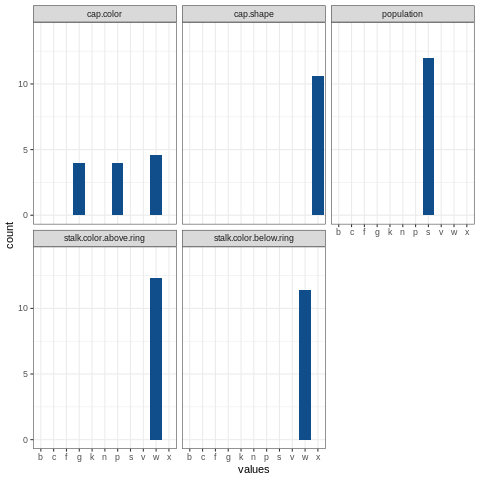 cap.color cap.shape population
10
5
0
b c f g k n p s v w x
stalk.color.above.ring stalk.color.below.ring
10
5
0
b c f g k n p s v w x b c f g k n p s v w x
count
values